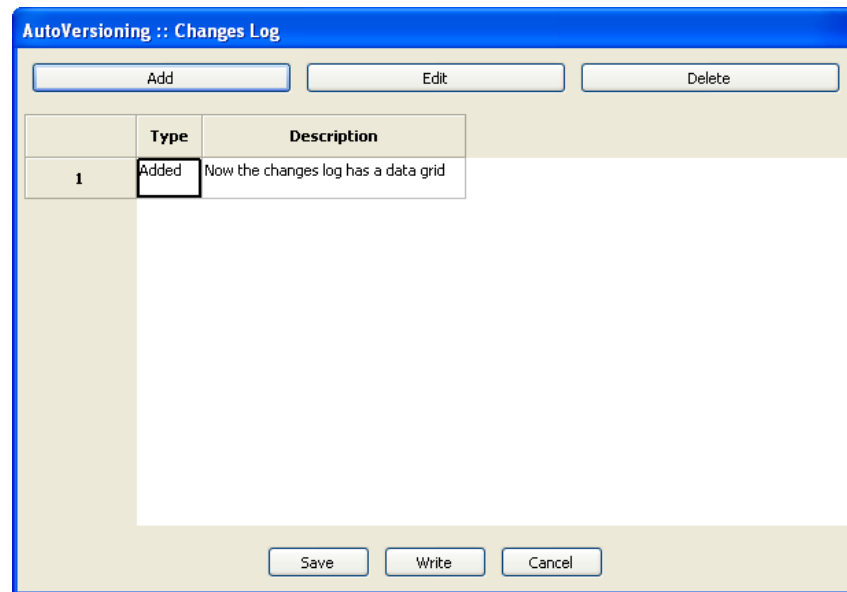 AutoVersioning :: Changes Log
Add Edit Delete
Type Description
1 Added Now the changes log has a data grid
Save Write Cancel